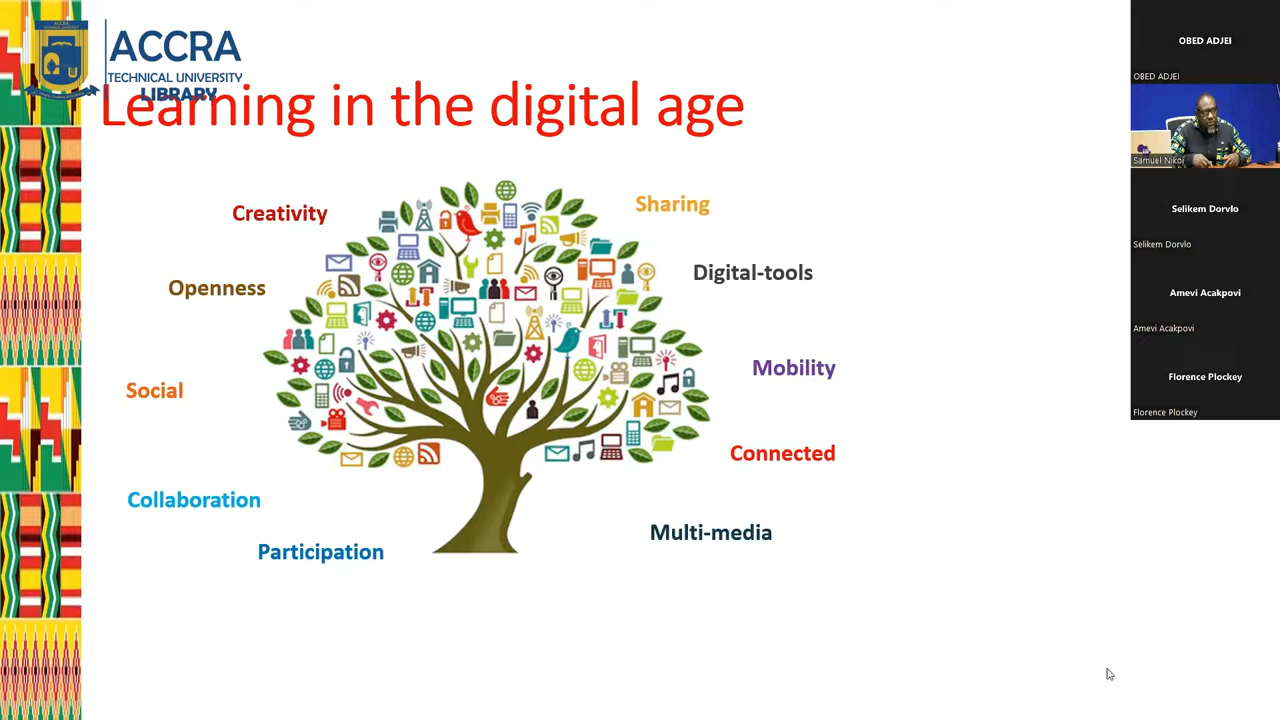 ACCRA
TECHNICAL UNIVERSITY
LIBRARY
Learning in the digital age
Creativity
Sharing
Openness
Digital-tools
Social
Mobility
Connected
Collaboration
Multi-media
Participation
OBED ADJEI
OBED ADJEI
Samuel Nikoi
Selikem Dorvlo
Selikem Dorvlo
Amevi Acakpovi
Amevi Acakpovi
Florence Plockey
Florence Plockey